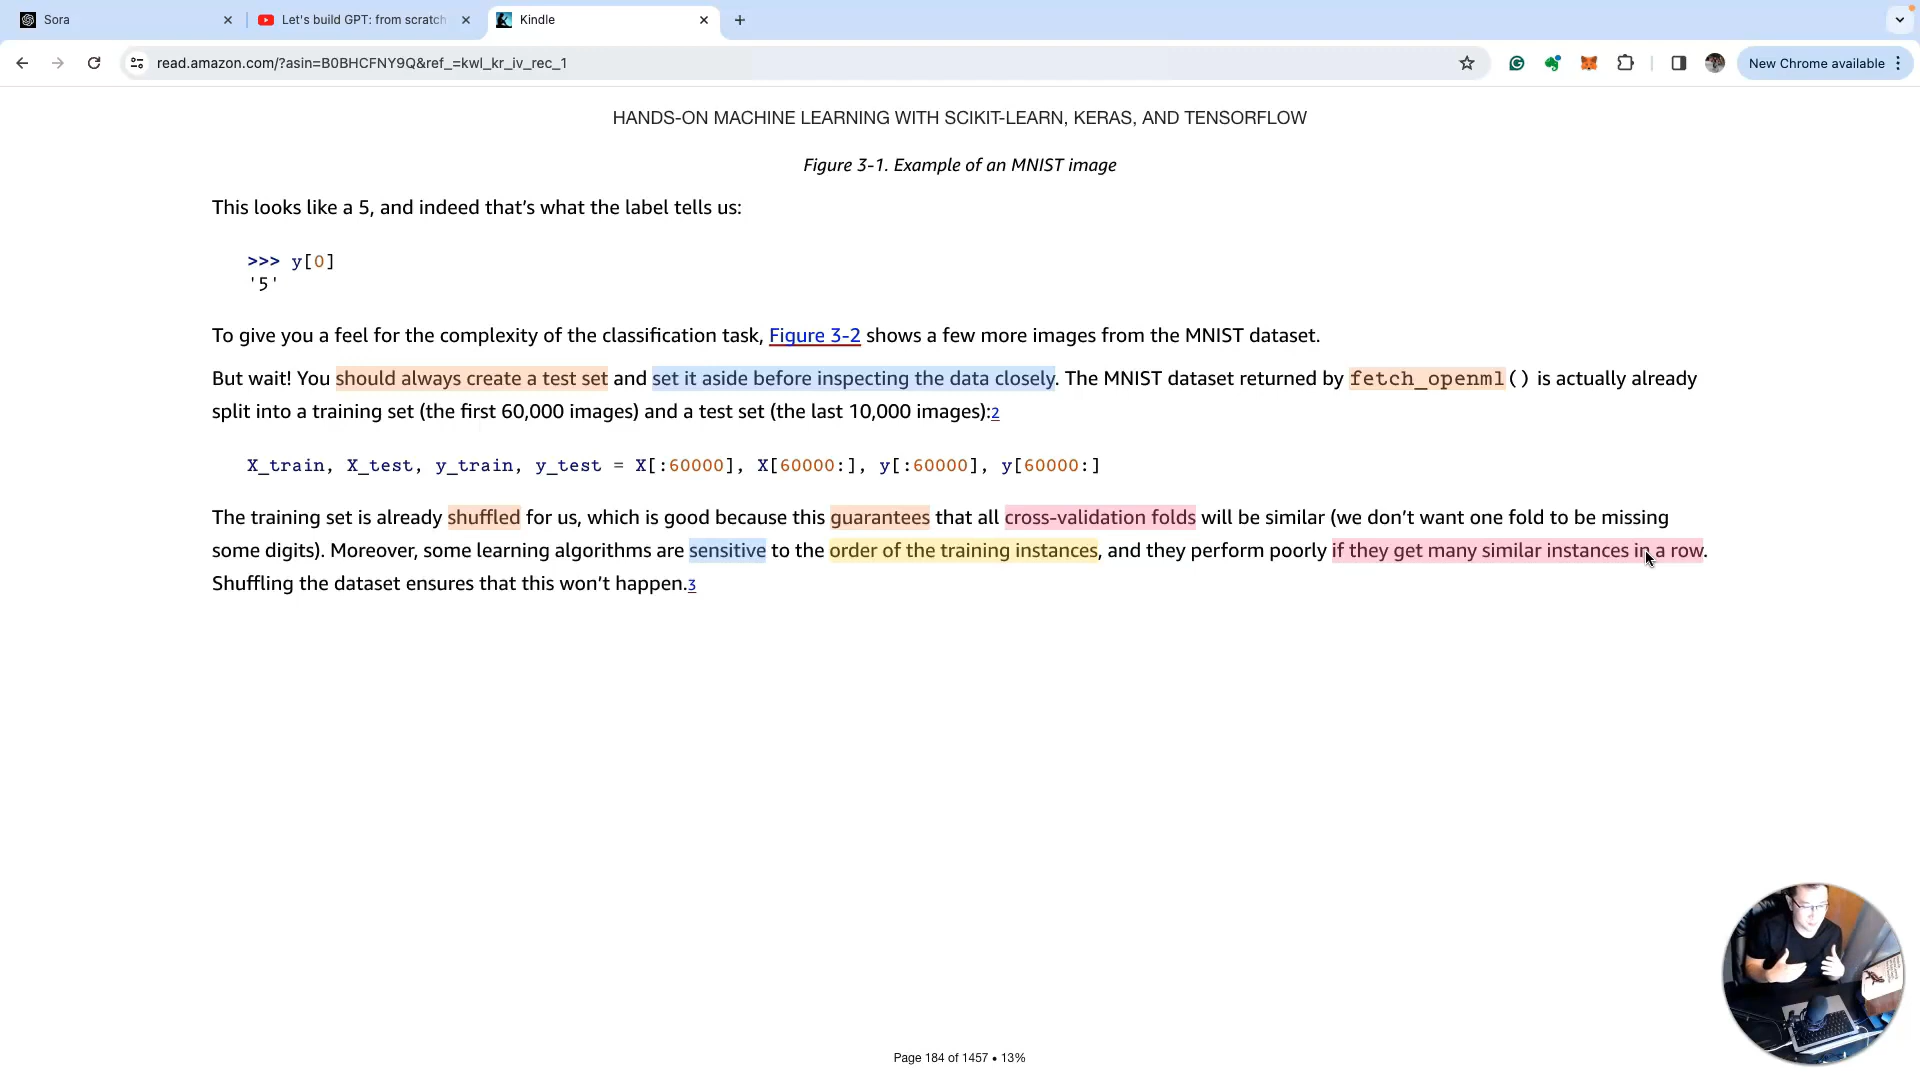 Sora
Let's build GPT: from scratch
Kindle
read.amazon.com/?asin=B0BHCFNY9Q&ref_=kwl_kr_iv_rec_1
New Chrome available
HANDS-ON MACHINE LEARNING WITH SCIKIT-LEARN, KERAS, AND TENSORFLOW
Figure 3-1. Example of an MNIST image
This looks like a 5, and indeed that’s what the label tells us:
>>> y[0]
'5'
To give you a feel for the complexity of the classification task, Figure 3-2 shows a few more images from the MNIST dataset.
But wait! You should always create a test set and set it aside before inspecting the data closely. The MNIST dataset returned by fetch_openml() is actually already
split into a training set (the first 60,000 images) and a test set (the last 10,000 images):2
X_train, X_test, y_train, y_test = X[:60000], X[60000:], y[:60000], y[60000:]
The training set is already shuffled for us, which is good because this guarantees that all cross-validation folds will be similar (we don’t want one fold to be missing
some digits). Moreover, some learning algorithms are sensitive to the order of the training instances, and they perform poorly if they get many similar instances in a row.
Shuffling the dataset ensures that this won’t happen.3
Page 184 of 1457 • 13%